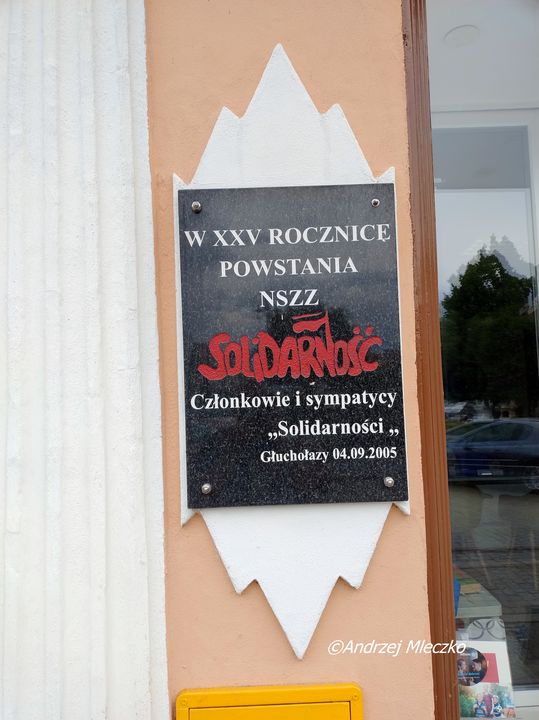 W XXV ROCZNICĘ
POWSTANIA
NSZZ
SOLIDARNOŚĆ
Członkowie i sympatycy
„Solidarności „
Głuchołazy 04.09.2005
©Andrzej Mleczko